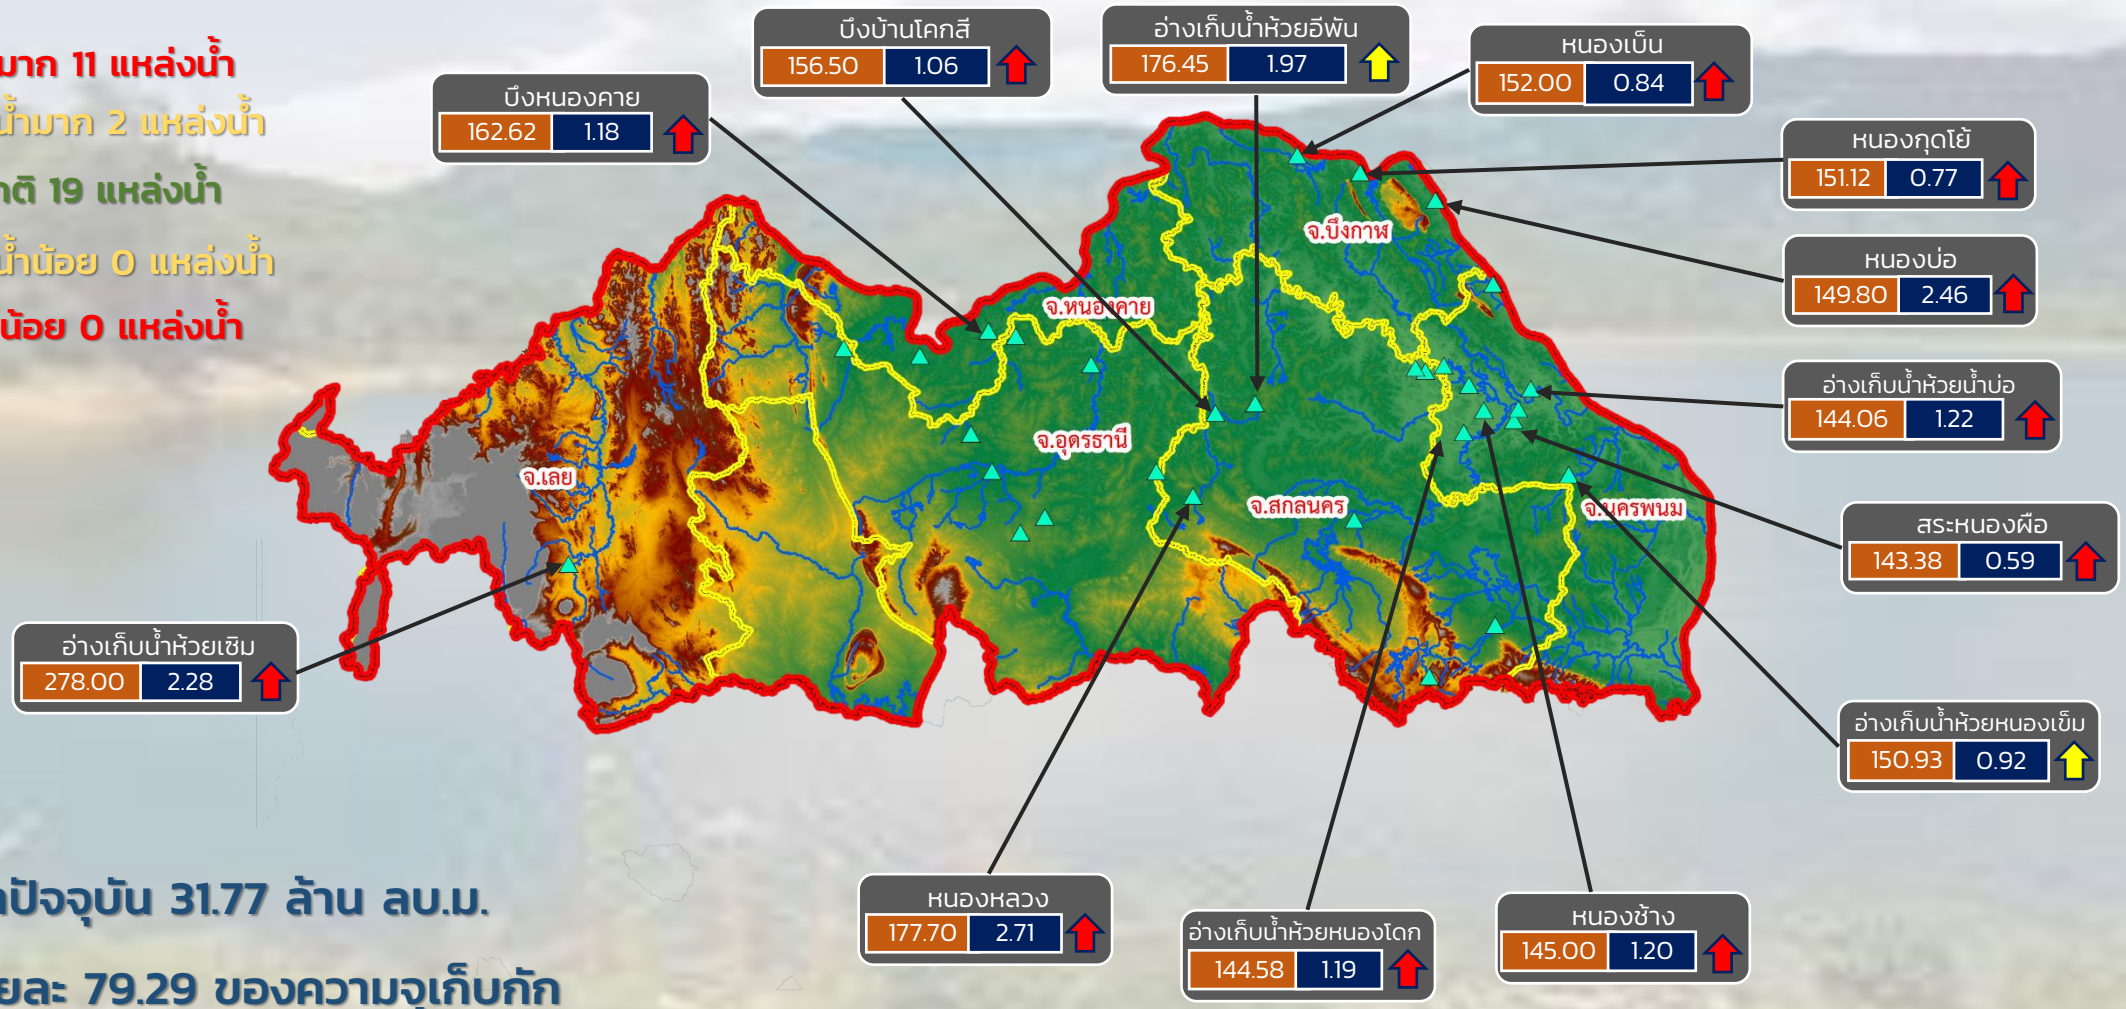 มาก 11 แหล่งน้ำ
น้ำมาก 2 แหล่งน้ำ
กติ 19 แหล่งน้ำ
น้ำน้อย 0 แหล่งน้ำ
น้อย 0 แหล่งน้ำ
บึงหนองคาย
162.62 1.18
บึงบ้านโคกสี
156.50 1.06
อ่างเก็บน้ำห้วยอีพัน
176.45 1.97
หนองเบ็น
152.00 0.84
หนองกุดโย้
151.12 0.77
หนองบ่อ
149.80 2.46
อ่างเก็บน้ำห้วยน้ำบ่อ
144.06 1.22
สระหนองผือ
143.38 0.59
อ่างเก็บน้ำห้วยหนองเข็ม
150.93 0.92
จ.บึงกาฬ
จ.หนองคาย
จ.อุดรธานี
จ.เลย
จ.สกลนคร
จ.นครพนม
อ่างเก็บน้ำห้วยเซิม
278.00 2.28
หนองหลวง
177.70 2.71
อ่างเก็บน้ำห้วยหนองโดก
144.58 1.19
หนองช้าง
145.00 1.20
ปัจจุบัน 31.77 ล้าน ลบ.ม.
ยละ 79.29 ของความจุเก็บกัก